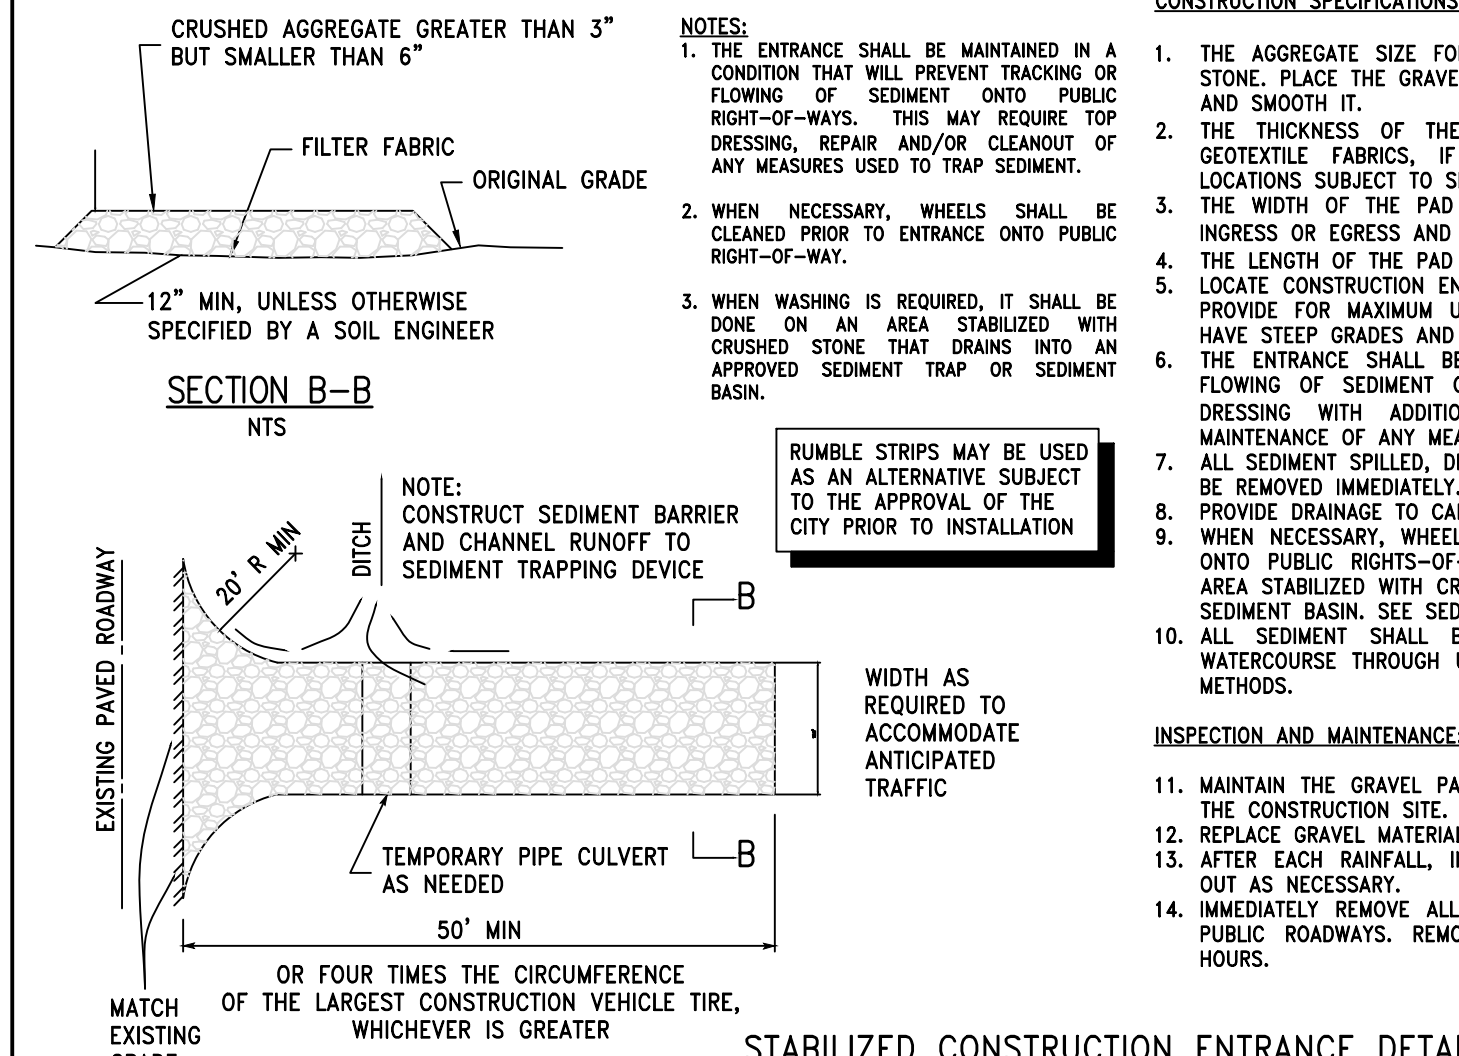 CRUSHED AGGREGATE GREATER THAN 3”
BUT SMALLER THAN 6”
FILTER FABRIC
ORIGINAL GRADE
12” MIN, UNLESS OTHERWISE
SPECIFIED BY A SOIL ENGINEER
SECTION B-B
NTS
NOTES:
1. THE ENTRANCE SHALL BE MAINTAINED IN A
CONDITION THAT WILL PREVENT TRACKING OR
FLOWING OF SEDIMENT ONTO PUBLIC
RIGHT-OF-WAYS. THIS MAY REQUIRE TOP
DRESSING, REPAIR AND/OR CLEANOUT OF
ANY MEASURES USED TO TRAP SEDIMENT.
2. WHEN NECESSARY, WHEELS SHALL BE
CLEANED PRIOR TO ENTRANCE ONTO PUBLIC
RIGHT-OF-WAY.
3. WHEN WASHING IS REQUIRED, IT SHALL BE
DONE ON AN AREA STABILIZED WITH
CRUSHED STONE THAT DRAINS INTO AN
APPROVED SEDIMENT TRAP OR SEDIMENT
BASIN.
RUMBLE STRIPS MAY BE USED
AS AN ALTERNATIVE SUBJECT
TO THE APPROVAL OF THE
CITY PRIOR TO INSTALLATION
NOTE:
CONSTRUCT SEDIMENT BARRIER
AND CHANNEL RUNOFF TO
SEDIMENT TRAPPING DEVICE
DITCH
20’ R MIN
EXISTING PAVED ROADWAY
B
WIDTH AS
REQUIRED TO
ACCOMMODATE
ANTICIPATED
TRAFFIC
B
TEMPORARY PIPE CULVERT
AS NEEDED
50’ MIN
OR FOUR TIMES THE CIRCUMFERENCE
OF THE LARGEST CONSTRUCTION VEHICLE TIRE,
WHICHEVER IS GREATER
MATCH
EXISTING
CONSTRUCTION SPECIFICATIONS
1. THE AGGREGATE SIZE
STONE. PLACE THE
AND SMOOTH IT.
2. THE THICKNESS OF THE
GEOTEXTILE FABRICS, IF
LOCATIONS SUBJECT TO
3. THE WIDTH OF THE PAD
INGRESS OR EGRESS AND
4. THE LENGTH OF THE PAD
5. LOCATE CONSTRUCTION
PROVIDE FOR MAXIMUM
HAVE STEEP GRADES AND
6. THE ENTRANCE SHALL
FLOWING OF SEDIMENT
DRESSING WITH
MAINTENANCE OF ANY
7. ALL SEDIMENT SPILLED,
BE REMOVED IMMEDIATELY.
8. PROVIDE DRAINAGE TO
9. WHEN NECESSARY,
ONTO PUBLIC
AREA STABILIZED WITH
SEDIMENT BASIN. SEE
10. ALL SEDIMENT SHALL
WATERCOURSE THROUGH
METHODS.
INSPECTION AND MAINTENANCE:
11. MAINTAIN THE GRAVEL
THE CONSTRUCTION SITE.
12. REPLACE GRAVEL
13. AFTER EACH RAINFALL,
OUT AS NECESSARY.
14. IMMEDIATELY REMOVE ALL
PUBLIC ROADWAYS.
HOURS.
STABILIZED CONSTRUCTION ENTRANCE